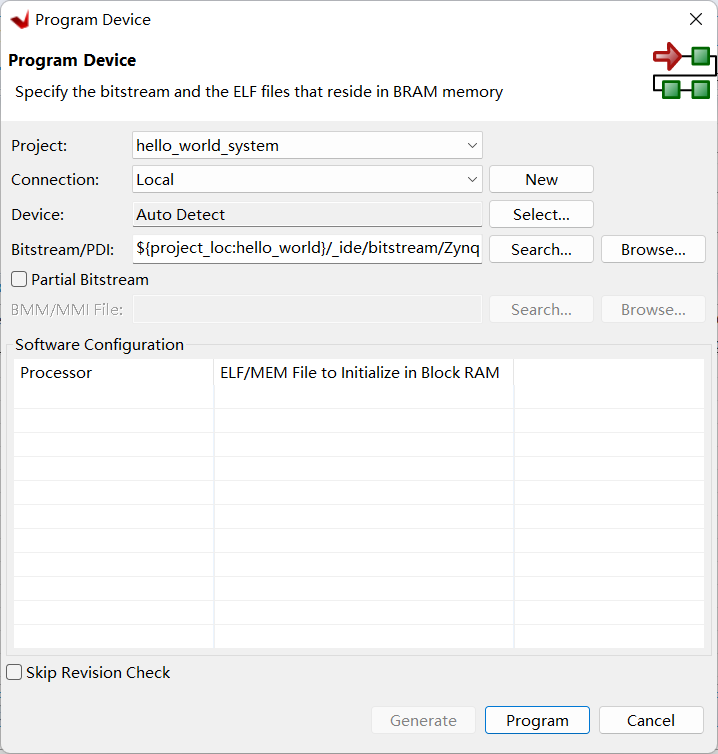 Program Device
Program Device
Specify the bitstream and the ELF files that reside in BRAM memory
Project: hello_world_system
Connection: Local New
Device: Auto Detect Select...
Bitstream/PDI: ${project_loc:hello_world}/_ide/bitstream/Zynq Search... Browse...
Partial Bitstream
BMM/MMI File: Search... Browse...
Software Configuration
Processor ELF/MEM File to Initialize in Block RAM
Skip Revision Check
Generate Program Cancel